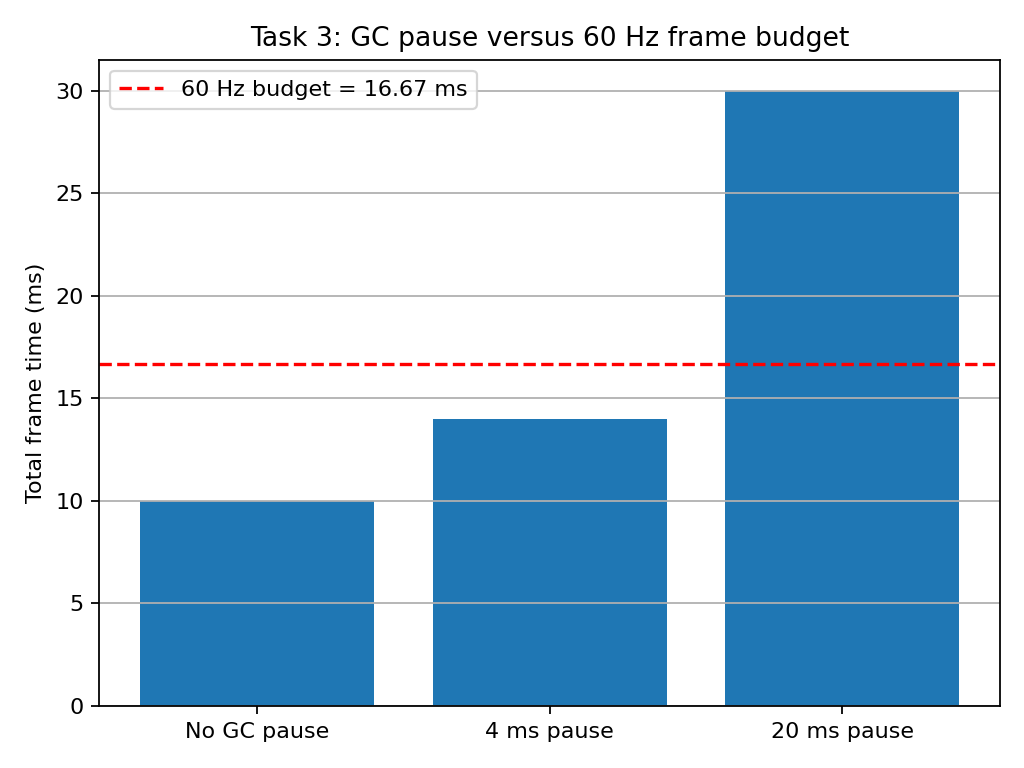 Task 3: GC pause versus 60 Hz frame budget
60 Hz budget = 16.67 ms
Total frame time (ms)
30
25
20
15
10
5
0
No GC pause
4 ms pause
20 ms pause